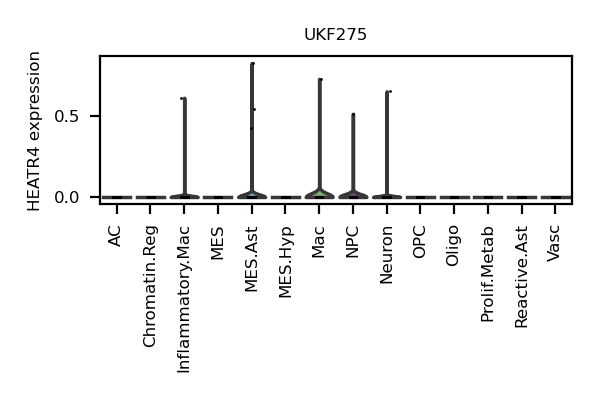 UKF275
HEATR4 expression
0.5
0.0
AC
Chromatin.Reg
Inflammatory.Mac
MES
MES.Ast
MES.Hyp
Mac
NPC
Neuron
OPC
Oligo
Prolif.Metab
Reactive.Ast
Vasc